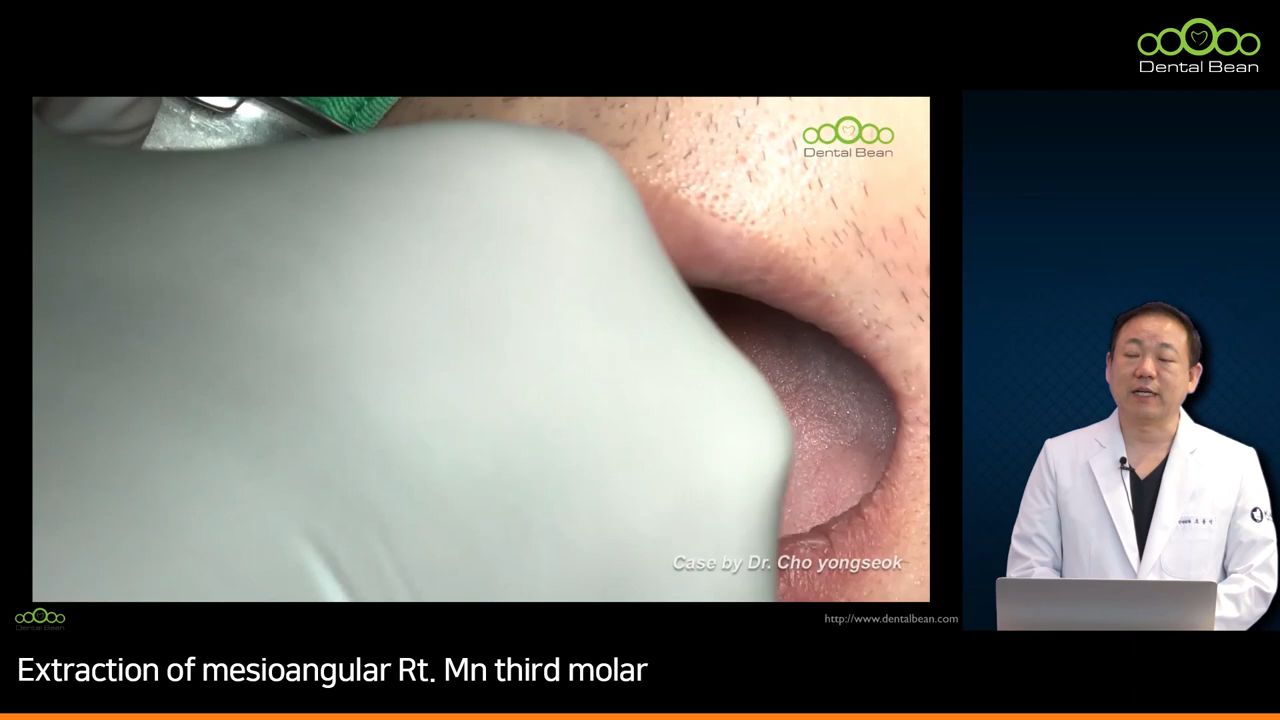 Dental Bean
Dental Bean
Case by Dr. Cho yongseok
Dental Bean
http://www.dentalbean.com
Extraction of mesioangular Rt. Mn third molar